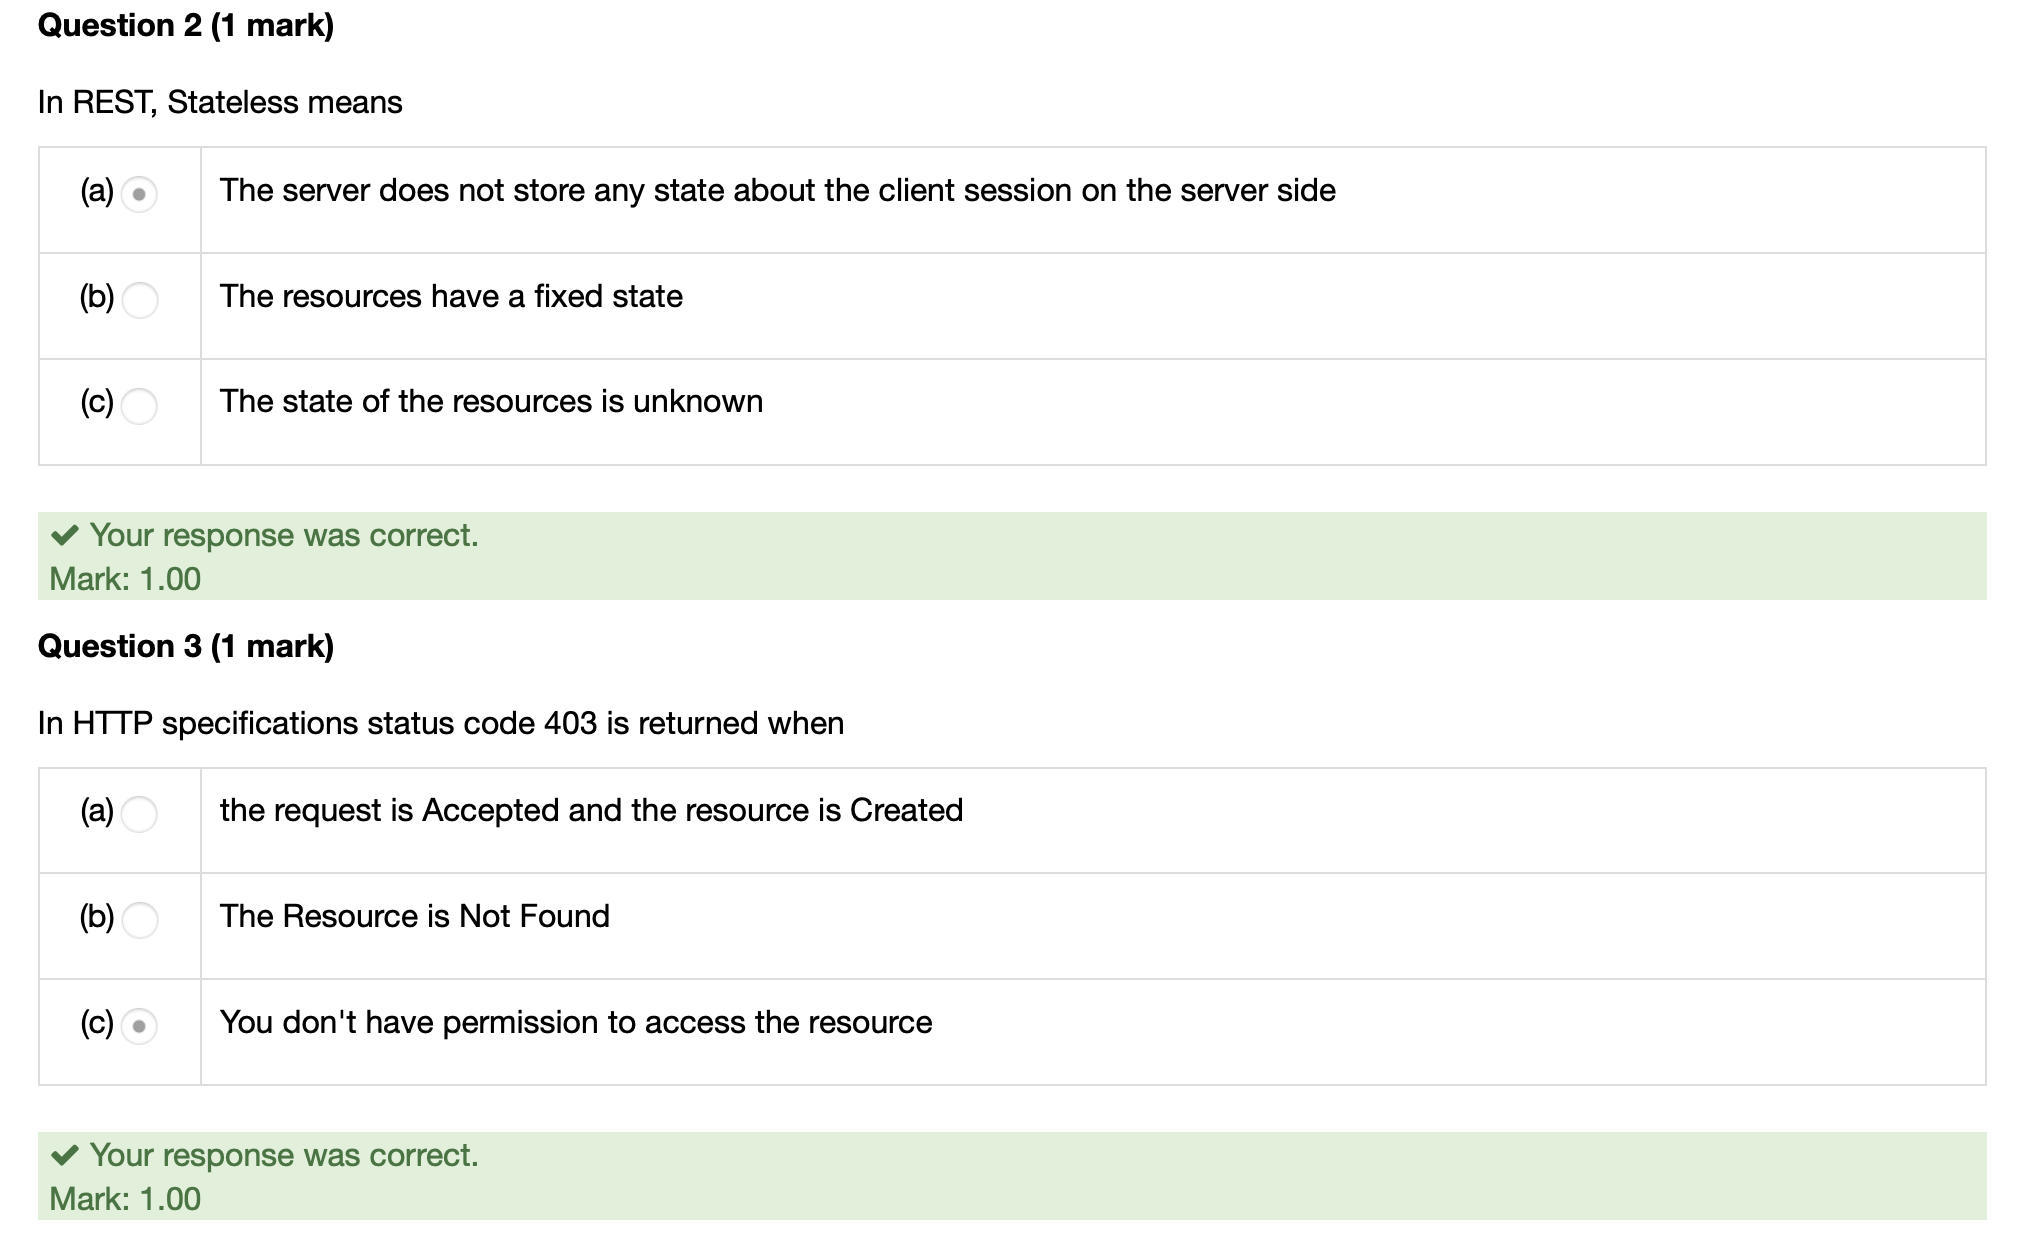 Question 2 (1 mark)
In REST, Stateless means
(a) The server does not store any state about the client session on the server side
(b) The resources have a fixed state
(c) The state of the resources is unknown
✔ Your response was correct.
Mark: 1.00
Question 3 (1 mark)
In HTTP specifications status code 403 is returned when
(a) the request is Accepted and the resource is Created
(b) The Resource is Not Found
(c) You don't have permission to access the resource
✔ Your response was correct.
Mark: 1.00